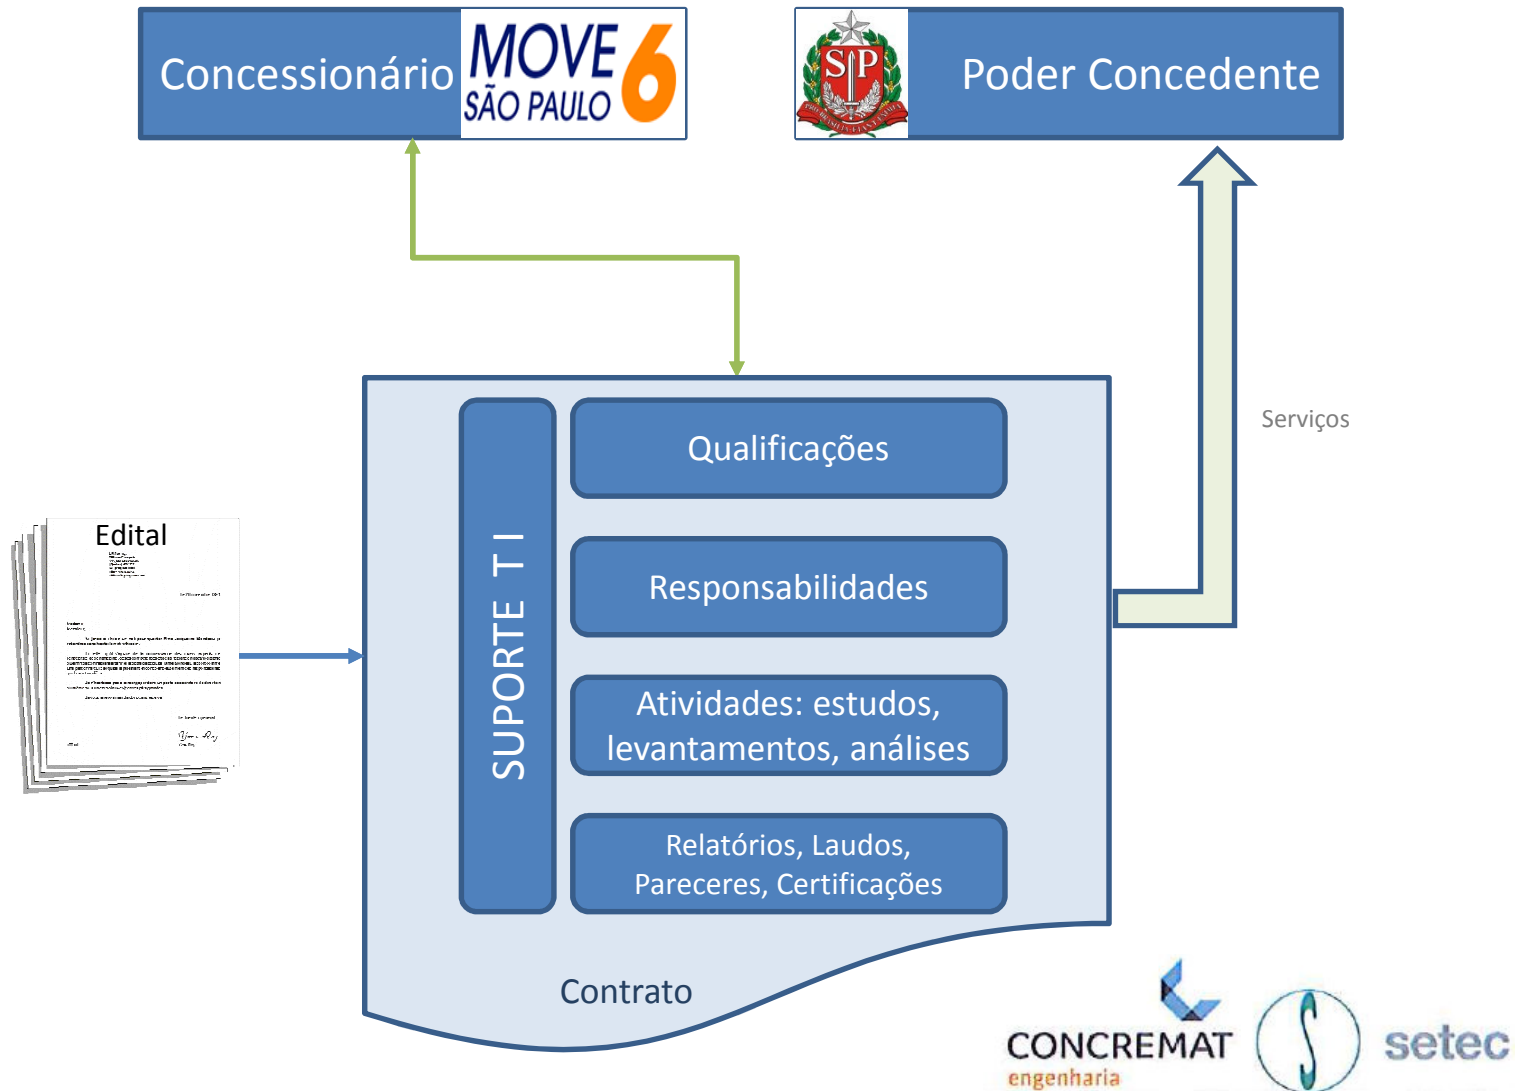 Concessionário
MOVE
SÃO PAULO
6
SP
Poder Concedente
Serviços
Qualificações
Edital
SUPORTE TI
Responsabilidades
Atividades: estudos,
levantamentos, análises
Relatórios, Laudos,
Pareceres, Certificações
Contrato
CONCREMAT
engenharia
setec